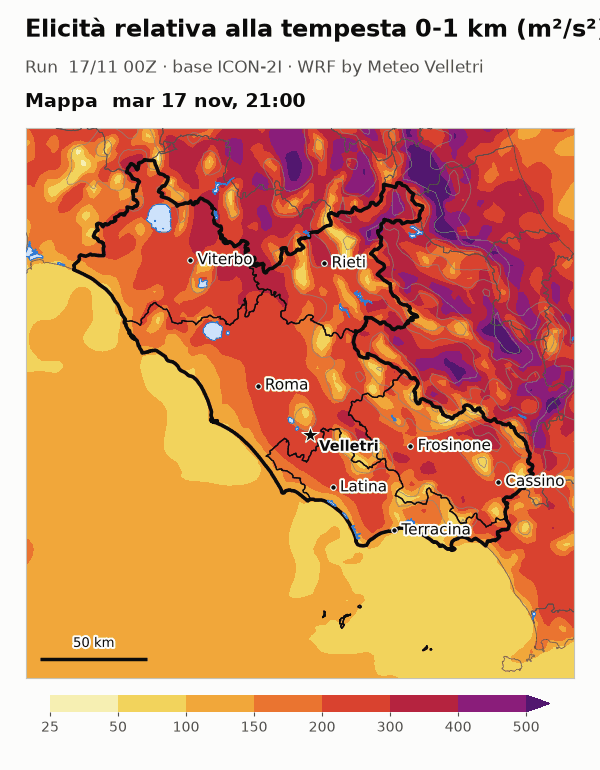 Elicità relativa alla tempesta 0-1 km (m²/s²)
Run 17/11 00Z · base ICON-2I · WRF by Meteo Velletri
Mappa mar 17 nov, 21:00
Viterbo
Rieti
Roma
Velletri
Frosinone
Cassino
Latina
Terracina
50 km
25 50 100 150 200 300 400 500